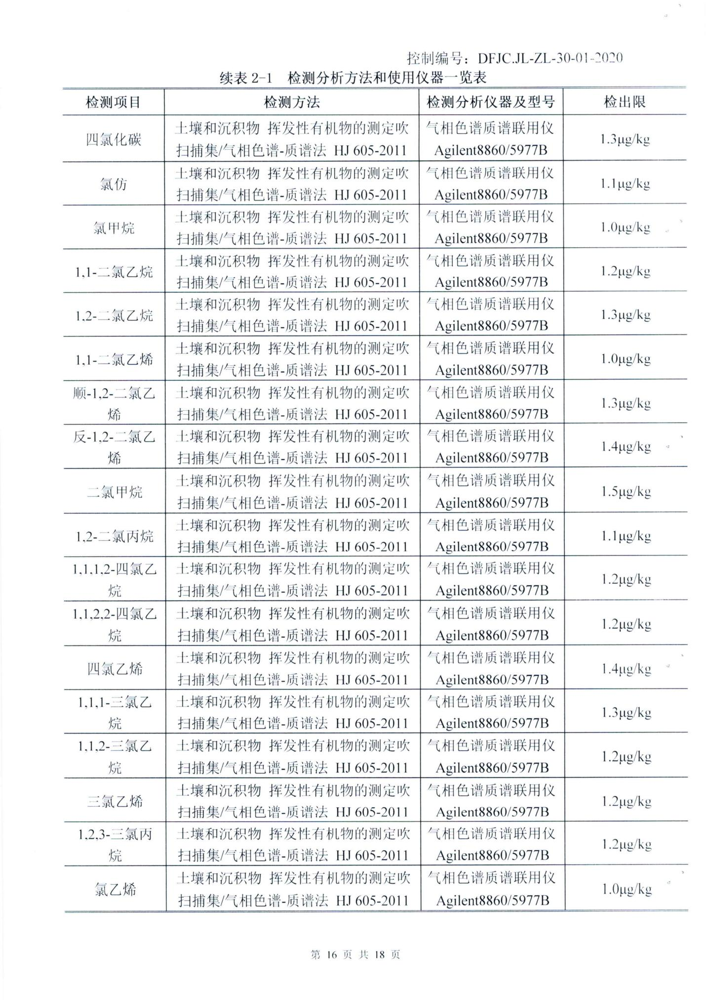 控制编号：DFJC.JL-ZL-30-01-2020
续表 2-1 检测分析方法和使用仪器一览表
检测项目 检测方法 检测分析仪器及型号 检出限
四氯化碳 土壤和沉积物 挥发性有机物的测定吹 气相色谱质谱联用仪 1.3μg/kg
扫捕集/气相色谱-质谱法 HJ 605-2011 Agilent8860/5977B
氯仿 土壤和沉积物 挥发性有机物的测定吹 气相色谱质谱联用仪 1.1μg/kg
扫捕集/气相色谱-质谱法 HJ 605-2011 Agilent8860/5977B
氯甲烷 土壤和沉积物 挥发性有机物的测定吹 气相色谱质谱联用仪 1.0μg/kg
扫捕集/气相色谱-质谱法 HJ 605-2011 Agilent8860/5977B
1,1-二氯乙烷 土壤和沉积物 挥发性有机物的测定吹 气相色谱质谱联用仪 1.2μg/kg
扫捕集/气相色谱-质谱法 HJ 605-2011 Agilent8860/5977B
1,2-二氯乙烷 土壤和沉积物 挥发性有机物的测定吹 气相色谱质谱联用仪 1.3μg/kg
扫捕集/气相色谱-质谱法 HJ 605-2011 Agilent8860/5977B
1,1-二氯乙烯 土壤和沉积物 挥发性有机物的测定吹 气相色谱质谱联用仪 1.0μg/kg
扫捕集/气相色谱-质谱法 HJ 605-2011 Agilent8860/5977B
顺-1,2-二氯乙 土壤和沉积物 挥发性有机物的测定吹 气相色谱质谱联用仪 1.3μg/kg
烯 扫捕集/气相色谱-质谱法 HJ 605-2011 Agilent8860/5977B
反-1,2-二氯乙 土壤和沉积物 挥发性有机物的测定吹 气相色谱质谱联用仪 1.4μg/kg
烯 扫捕集/气相色谱-质谱法 HJ 605-2011 Agilent8860/5977B
二氯甲烷 土壤和沉积物 挥发性有机物的测定吹 气相色谱质谱联用仪 1.5μg/kg
扫捕集/气相色谱-质谱法 HJ 605-2011 Agilent8860/5977B
1,2-二氯丙烷 土壤和沉积物 挥发性有机物的测定吹 气相色谱质谱联用仪 1.1μg/kg
扫捕集/气相色谱-质谱法 HJ 605-2011 Agilent8860/5977B
1,1,1,2-四氯乙 土壤和沉积物 挥发性有机物的测定吹 气相色谱质谱联用仪 1.2μg/kg
烷 扫捕集/气相色谱-质谱法 HJ 605-2011 Agilent8860/5977B
1,1,2,2-四氯乙 土壤和沉积物 挥发性有机物的测定吹 气相色谱质谱联用仪 1.2μg/kg
烷 扫捕集/气相色谱-质谱法 HJ 605-2011 Agilent8860/5977B
四氯乙烯 土壤和沉积物 挥发性有机物的测定吹 气相色谱质谱联用仪 1.4μg/kg
扫捕集/气相色谱-质谱法 HJ 605-2011 Agilent8860/5977B
1,1,1-三氯乙 土壤和沉积物 挥发性有机物的测定吹 气相色谱质谱联用仪 1.3μg/kg
烷 扫捕集/气相色谱-质谱法 HJ 605-2011 Agilent8860/5977B
1,1,2-三氯乙 土壤和沉积物 挥发性有机物的测定吹 气相色谱质谱联用仪 1.2μg/kg
烷 扫捕集/气相色谱-质谱法 HJ 605-2011 Agilent8860/5977B
三氯乙烯 土壤和沉积物 挥发性有机物的测定吹 气相色谱质谱联用仪 1.2μg/kg
扫捕集/气相色谱-质谱法 HJ 605-2011 Agilent8860/5977B
1,2,3-三氯丙 土壤和沉积物 挥发性有机物的测定吹 气相色谱质谱联用仪 1.2μg/kg
烷 扫捕集/气相色谱-质谱法 HJ 605-2011 Agilent8860/5977B
氯乙烯 土壤和沉积物 挥发性有机物的测定吹 气相色谱质谱联用仪 1.0μg/kg
扫捕集/气相色谱-质谱法 HJ 605-2011 Agilent8860/5977B
第 16 页 共 18 页